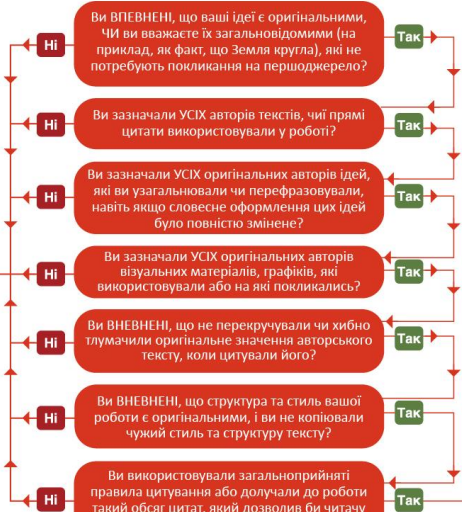 Ви ВПЕВНЕНІ, що ваші ідеї є оригінальними,
ЧИ ви вважаєте їх загальновідомими (на
приклад, як факт, що Земля кругла), які не
потребують покликання на першоджерело?
Ні
Так
Ви зазначали УСІХ авторів текстів, чиї прямі
цитати використовували у роботі?
Ні
Так
Ви зазначали УСІХ оригінальних авторів ідей,
які ви узагальнювали чи перефразовували,
навіть якщо словесне оформлення цих ідей
було повністю змінене?
Ні
Так
Ви зазначали УСІХ оригінальних авторів
візуальних матеріалів, графіків, які
використовували або на які покликались?
Ні
Так
Ви ВНЕВНЕНІ, що не перекручували чи хибно
тлумачили оригінальне значення авторського
тексту, коли цитували його?
Ні
Так
Ви ВНЕВНЕНІ, що структура та стиль вашої
роботи є оригінальними, і ви не копіювали
чужий стиль та структуру тексту?
Ні
Так
Ви використовували загальноприйняті
правила цитування або долучали до роботи
такий обсяг цитат, який дозволив би читачу
Ні
Так